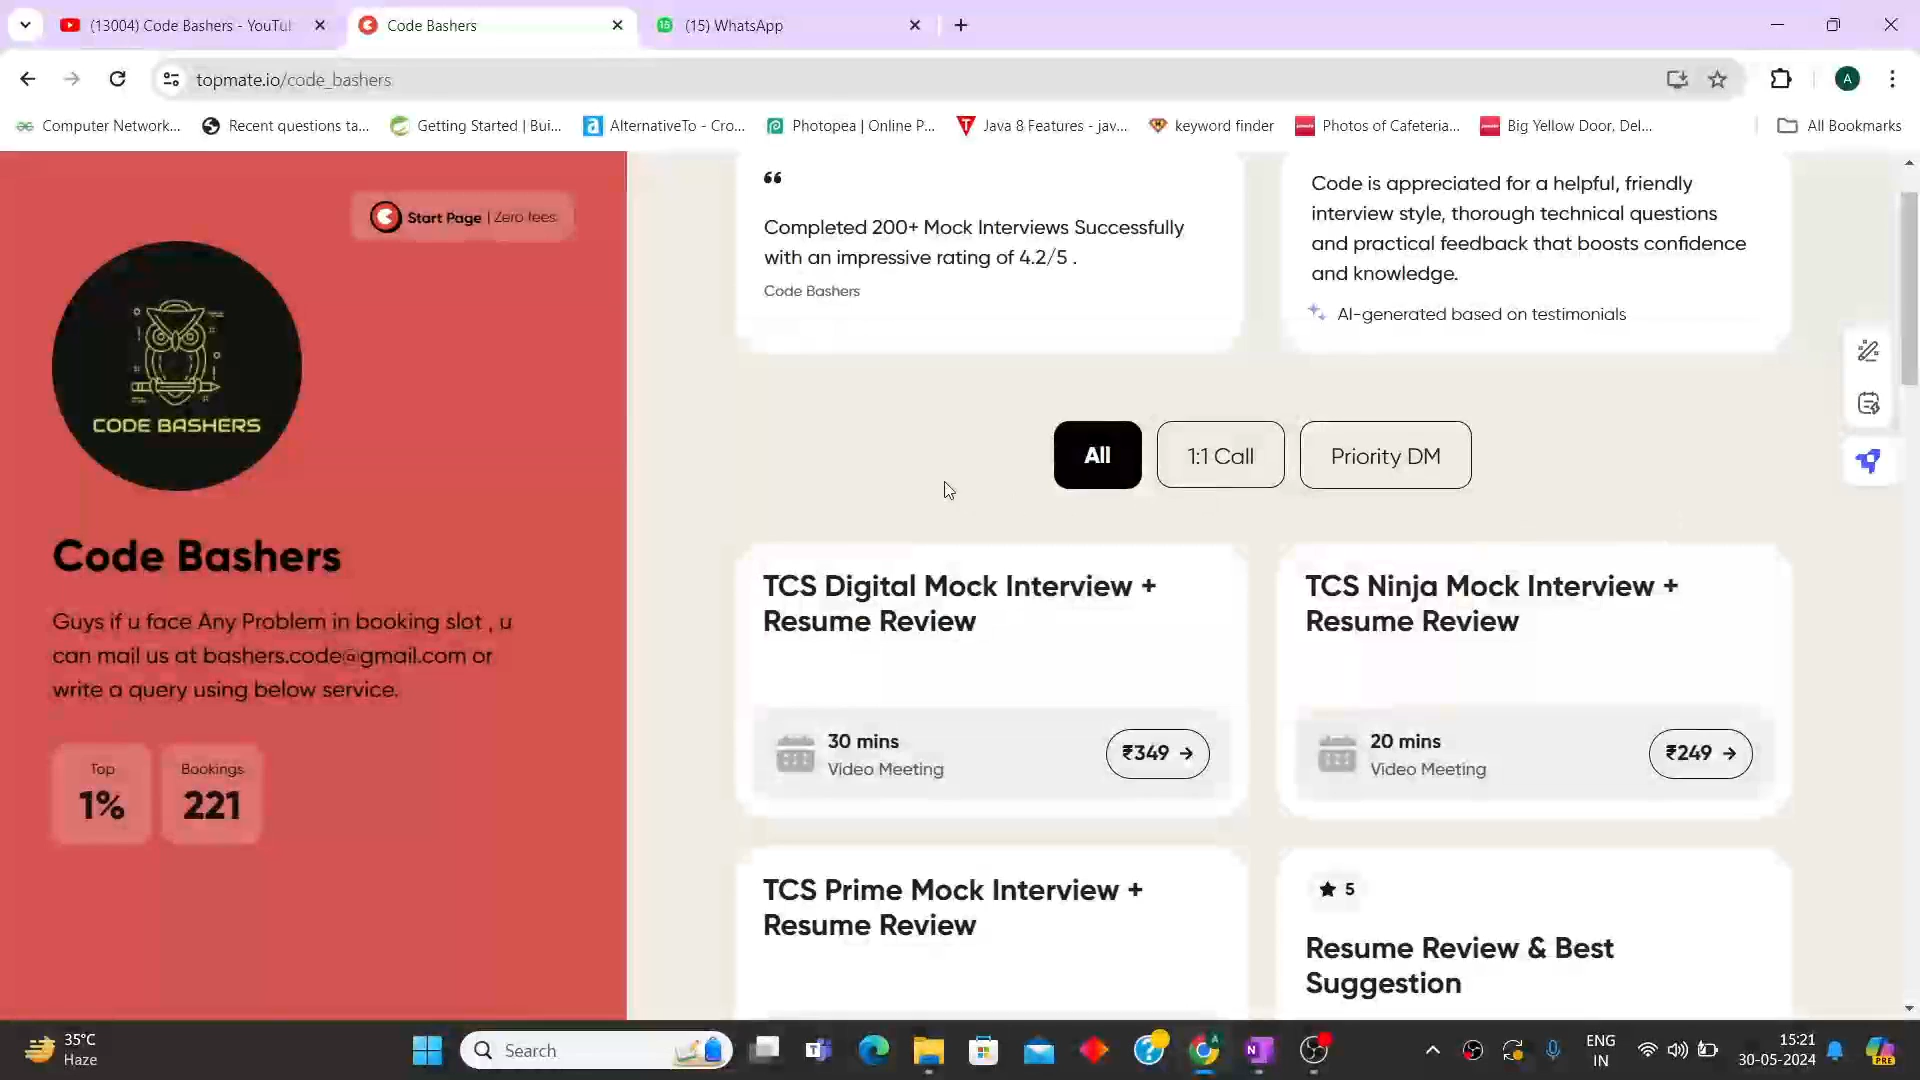 (13004) Code Bashers - YouTu
Code Bashers
(15) WhatsApp
topmate.io/code_bashers
A
Computer Network...
Recent questions ta...
Getting Started | Bui...
AlternativeTo - Cro...
Photopea | Online P...
Java 8 Features - jav...
keyword finder
Photos of Cafeteria...
Big Yellow Door, Del...
All Bookmarks
Start Page | Zero fees
CODE BASHERS
Code Bashers
Guys if u face Any Problem in booking slot , u
can mail us at bashers.code@gmail.com or
write a query using below service.
Top
1%
Bookings
221
Completed 200+ Mock Interviews Successfully
with an impressive rating of 4.2/5 .
Code Bashers
Code is appreciated for a helpful, friendly
interview style, thorough technical questions
and practical feedback that boosts confidence
and knowledge.
AI-generated based on testimonials
All
1:1 Call
Priority DM
TCS Digital Mock Interview +
Resume Review
30 mins
Video Meeting
₹349 →
TCS Ninja Mock Interview +
Resume Review
20 mins
Video Meeting
₹249 →
TCS Prime Mock Interview +
Resume Review
★ 5
Resume Review & Best
Suggestion
35°C
Haze
Search
ENG
IN
15:21
30-05-2024
PRE